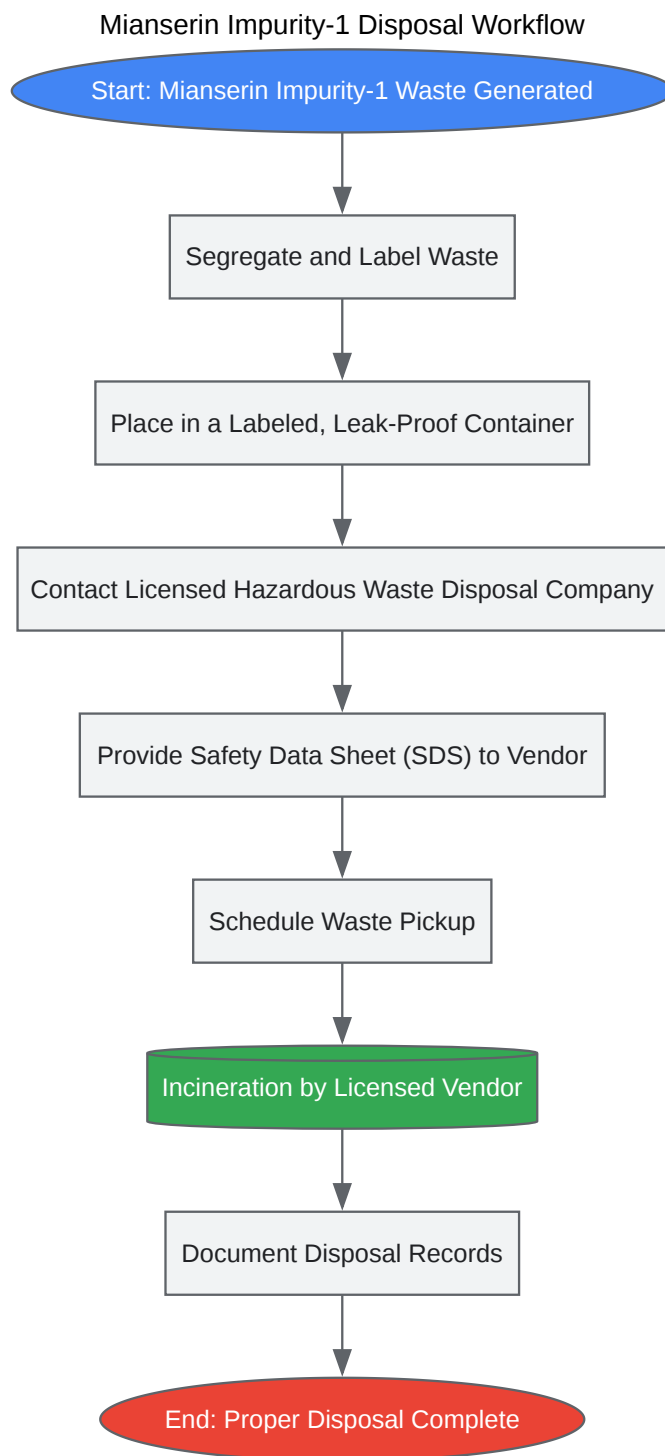 Mianserin Impurity-1 Disposal Workflow
Start: Mianserin Impurity-1 Waste Generated
Segregate and Label Waste
Place in a Labeled, Leak-Proof Container
Contact Licensed Hazardous Waste Disposal Company
Provide Safety Data Sheet (SDS) to Vendor
Schedule Waste Pickup
Incineration by Licensed Vendor
Document Disposal Records
End: Proper Disposal Complete